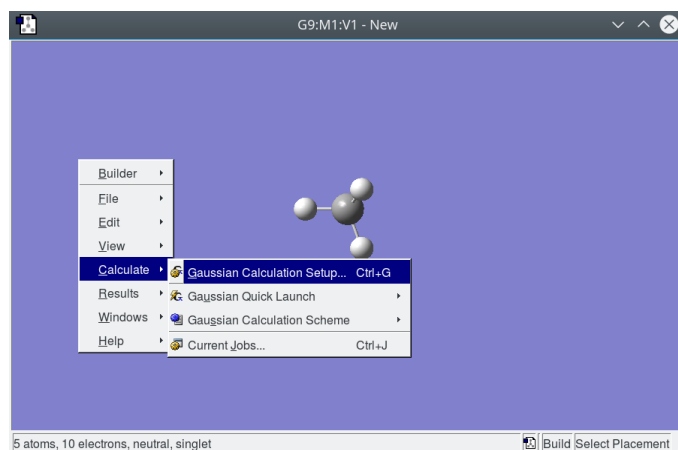 G9:M1:V1 - New
Builder
File
Edit
View
Calculate
Results
Windows
Help
Gaussian Calculation Setup... Ctrl+G
Gaussian Quick Launch
Gaussian Calculation Scheme
Current Jobs... Ctrl+J
5 atoms, 10 electrons, neutral, singlet
Build Select Placement